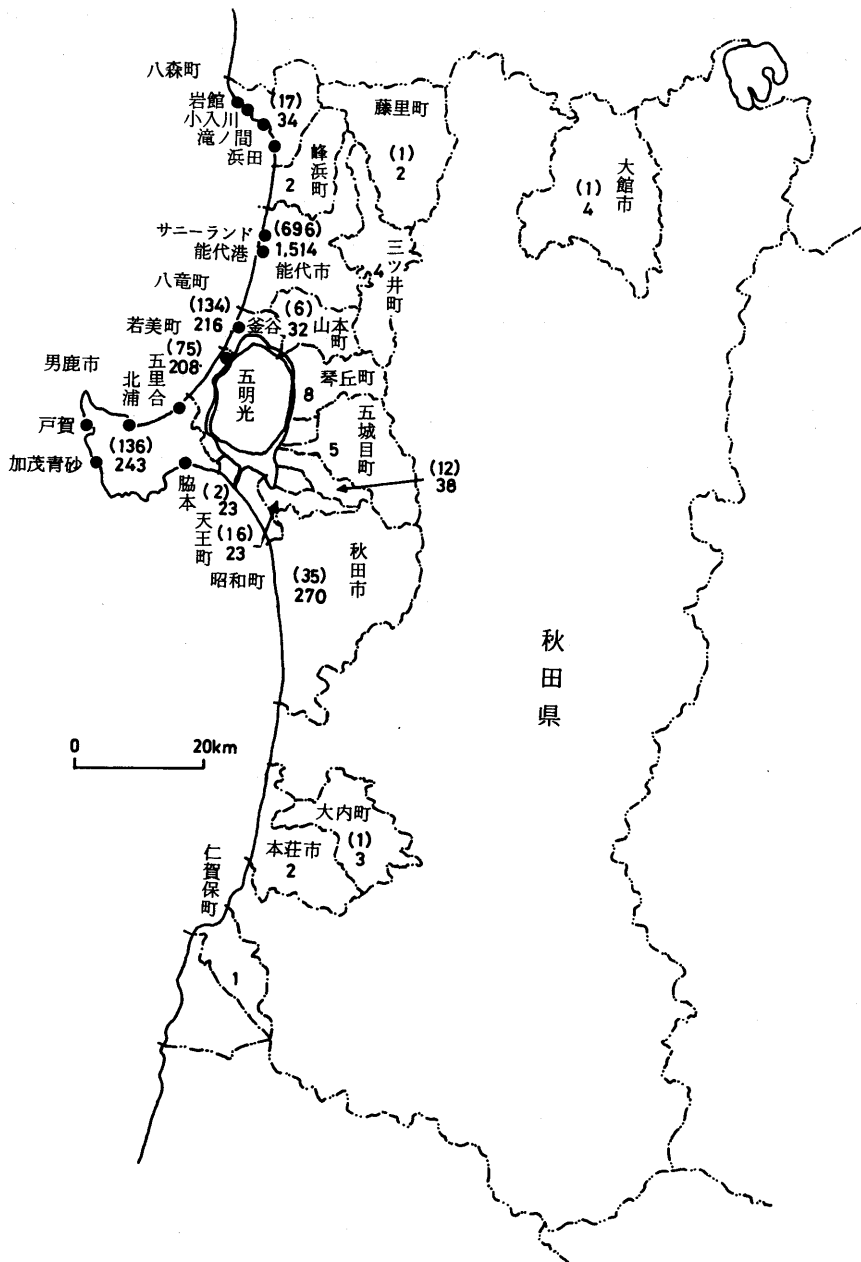 八森町
岩館
小入川
滝ノ間
浜田
(17)
34
藤里町
(1)
2
峰浜町
2
大館市
(1)
4
サニーランド
能代港
(696)
1,514
能代市
三ツ井町
4
八竜町
(134)
216
釜谷
(6)
32
山本町
若美町
(75)
208
男鹿市
五里合
北浦
五明光
琴丘町
8
戸賀
加茂青砂
(136)
243
五城目町
5
(12)
38
脇本
(2)
23
天王町
(16)
23
昭和町
秋田市
(35)
270
秋田県
0 20km
大内町
(1)
3
本荘市
2
仁賀保町
1